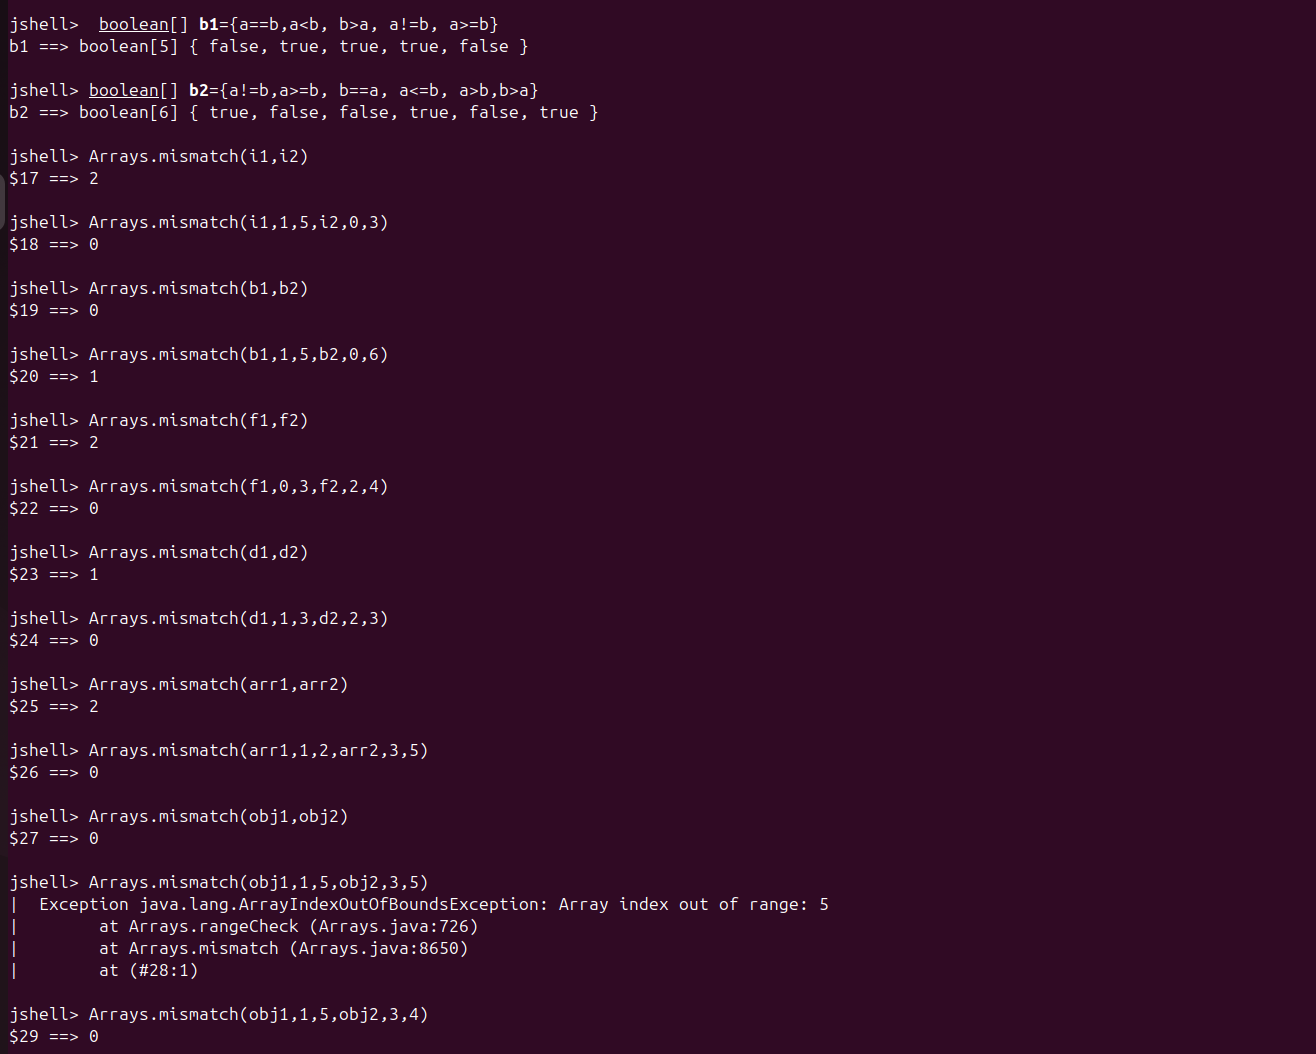 jshell>  boolean[] b1={a==b,a<b, b>a, a!=b, a>=b}
b1 ==> boolean[5] { false, true, true, true, false }
jshell> boolean[] b2={a!=b,a>=b, b==a, a<=b, a>b,b>a}
b2 ==> boolean[6] { true, false, false, true, false, true }
jshell> Arrays.mismatch(i1,i2)
$17 ==> 2
jshell> Arrays.mismatch(i1,1,5,i2,0,3)
$18 ==> 0
jshell> Arrays.mismatch(b1,b2)
$19 ==> 0
jshell> Arrays.mismatch(b1,1,5,b2,0,6)
$20 ==> 1
jshell> Arrays.mismatch(f1,f2)
$21 ==> 2
jshell> Arrays.mismatch(f1,0,3,f2,2,4)
$22 ==> 0
jshell> Arrays.mismatch(d1,d2)
$23 ==> 1
jshell> Arrays.mismatch(d1,1,3,d2,2,3)
$24 ==> 0
jshell> Arrays.mismatch(arr1,arr2)
$25 ==> 2
jshell> Arrays.mismatch(arr1,1,2,arr2,3,5)
$26 ==> 0
jshell> Arrays.mismatch(obj1,obj2)
$27 ==> 0
jshell> Arrays.mismatch(obj1,1,5,obj2,3,5)
|  Exception java.lang.ArrayIndexOutOfBoundsException: Array index out of range: 5
|        at Arrays.rangeCheck (Arrays.java:726)
|        at Arrays.mismatch (Arrays.java:8650)
|        at (#28:1)
jshell> Arrays.mismatch(obj1,1,5,obj2,3,4)
$29 ==> 0